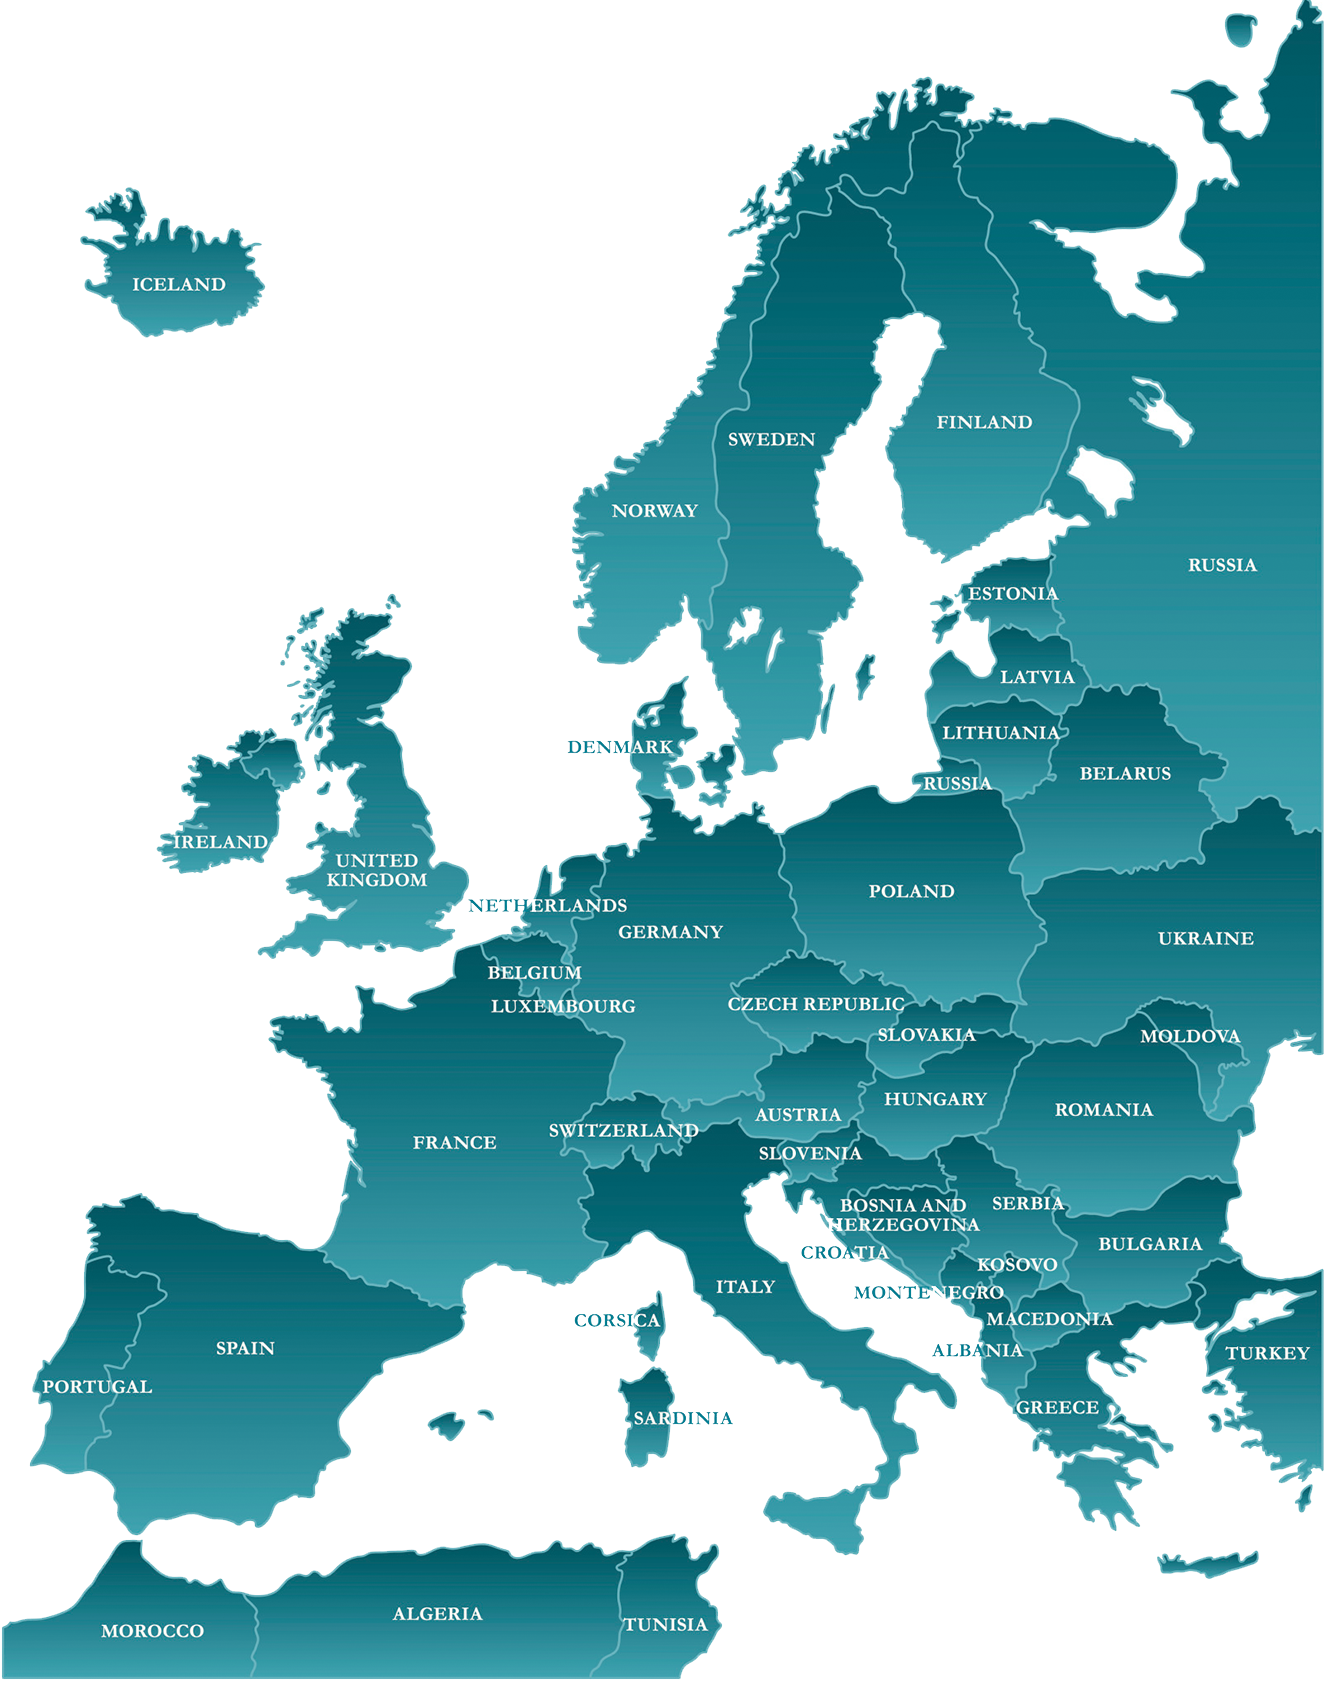 ICELAND
FINLAND
SWEDEN
NORWAY
RUSSIA
ESTONIA
LATVIA
LITHUANIA
DENMARK
BELARUS
RUSSIA
IRELAND
UNITED
KINGDOM
POLAND
NETHERLANDS
GERMANY
UKRAINE
BELGIUM
CZECH REPUBLIC
LUXEMBOURG
SLOVAKIA
MOLDOVA
HUNGARY
ROMANIA
AUSTRIA
SWITZERLAND
FRANCE
SLOVENIA
BOSNIA AND
HERZEGOVINA
SERBIA
BULGARIA
CROATIA
KOSOVO
ITALY
MONTENEGRO
CORSICA
MACEDONIA
SPAIN
ALBANIA
TURKEY
PORTUGAL
GREECE
SARDINIA
ALGERIA
TUNISIA
MOROCCO